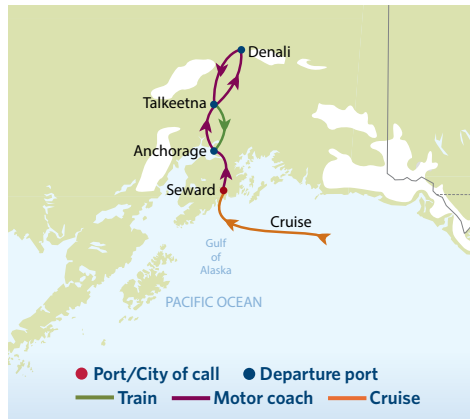 Denali
Talkeetna
Anchorage
Seward
Cruise
Gulf
of
Alaska
PACIFIC OCEAN
Port/City of call
Departure port
Train
Motor coach
Cruise